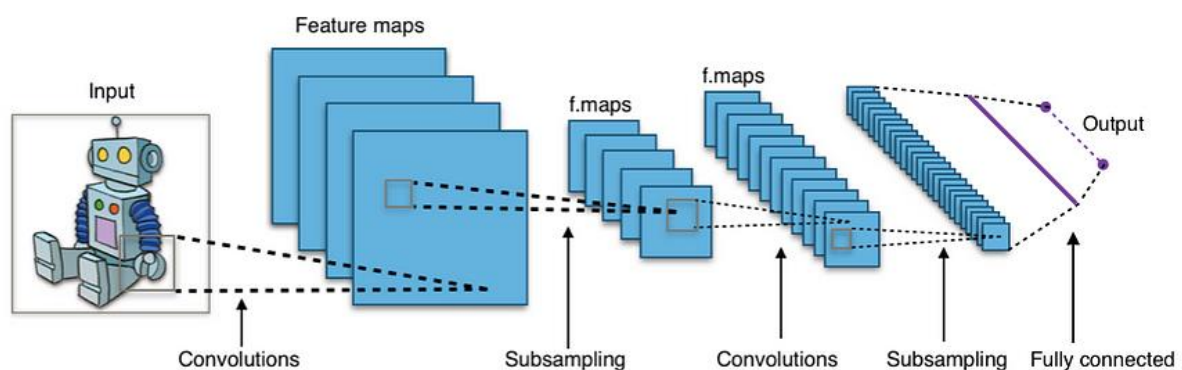 Feature maps
Input
f.maps
f.maps
Output
Convolutions
Subsampling
Convolutions
Subsampling
Fully connected